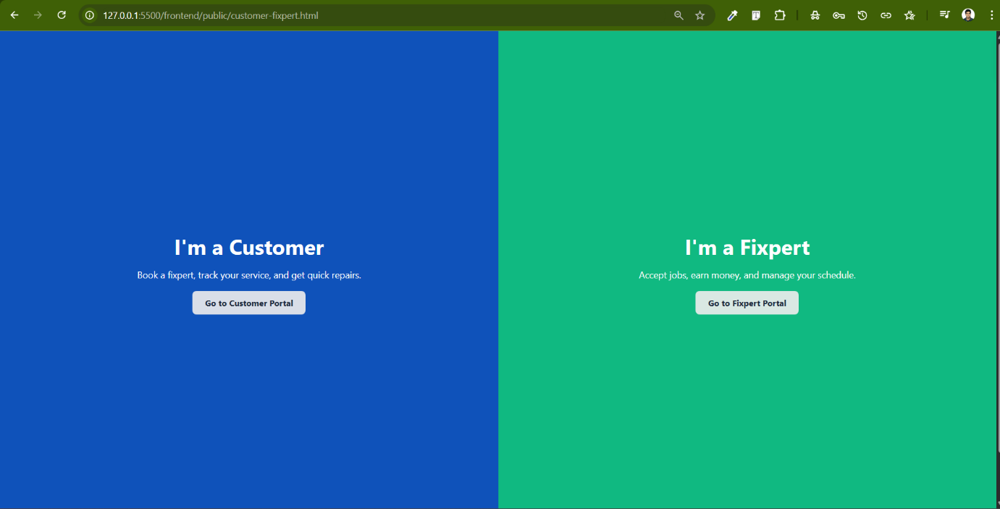 127.0.0.1:5500/frontend/public/customer-fixpert.html
I'm a Customer
Book a fixpert, track your service, and get quick repairs.
Go to Customer Portal
I'm a Fixpert
Accept jobs, earn money, and manage your schedule.
Go to Fixpert Portal